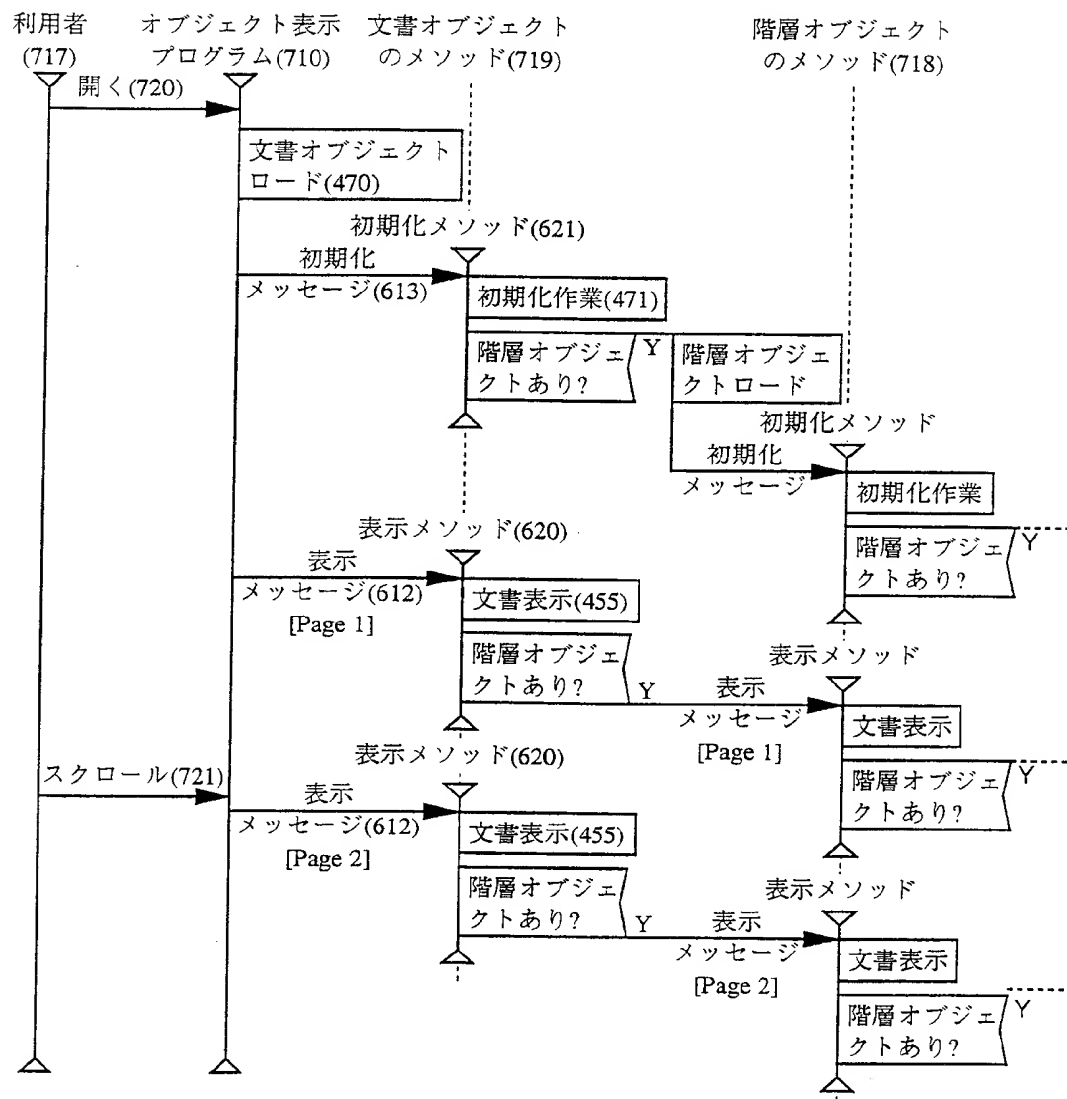 利用者
(717)
オブジェクト表示
プログラム(710)
文書オブジェクト
のメソッド(719)
階層オブジェクト
のメソッド(718)
開く(720)
文書オブジェクト
ロード(470)
初期化メソッド(621)
初期化
メッセージ(613)
初期化作業(471)
階層オブジェ
クトあり?
Y
階層オブジェ
クトロード
初期化メソッド
初期化
メッセージ
初期化作業
階層オブジェ
クトあり?
Y
表示メソッド(620)
表示
メッセージ(612)
[Page 1]
文書表示(455)
階層オブジェ
クトあり?
Y
表示メソッド
表示
メッセージ
[Page 1]
文書表示
階層オブジェ
クトあり?
Y
表示メソッド(620)
スクロール(721)
表示
メッセージ(612)
[Page 2]
文書表示(455)
階層オブジェ
クトあり?
Y
表示メソッド
表示
メッセージ
[Page 2]
文書表示
階層オブジェ
クトあり?
Y